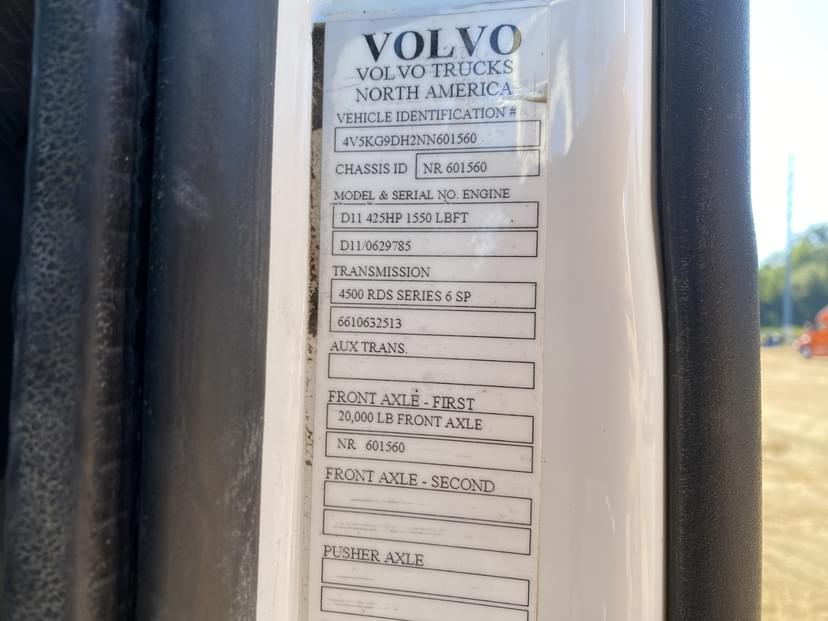 VOLVO
VOLVO TRUCKS
NORTH AMERICA
VEHICLE IDENTIFICATION #
4V5KG9DH2NN601560
CHASSIS ID NR 601560
MODEL & SERIAL NO. ENGINE
D11 425HP 1550 LBFT
D11/0629785
TRANSMISSION
4500 RDS SERIES 6 SP
6610632513
AUX TRANS.
FRONT AXLE - FIRST
20,000 LB FRONT AXLE
NR 601560
FRONT AXLE - SECOND
PUSHER AXLE